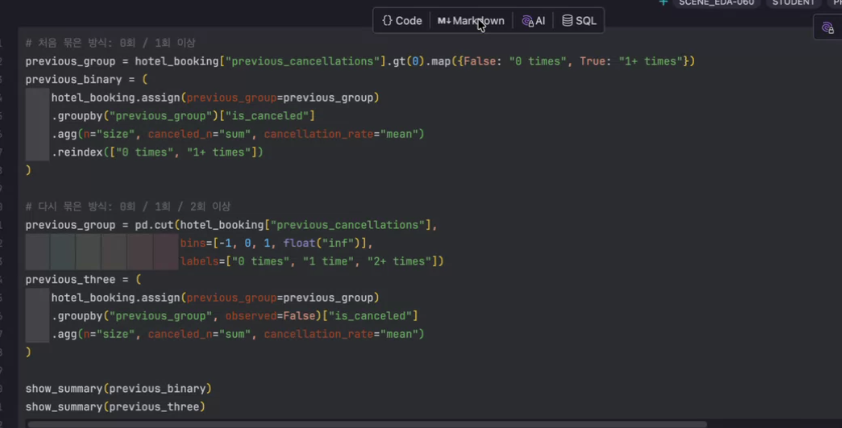 SCENE_EDA-060 STUDENT
{} Code M↓Markdown AI SQL
# 처음 묶은 방식: 0회 / 1회 이상
previous_group = hotel_booking["previous_cancellations"].gt(0).map({False: "0 times", True: "1+ times"})
previous_binary = (
hotel_booking.assign(previous_group=previous_group)
.groupby("previous_group")["is_canceled"]
.agg(n="size", canceled_n="sum", cancellation_rate="mean")
.reindex(["0 times", "1+ times"])
)
# 다시 묶은 방식: 0회 / 1회 / 2회 이상
previous_group = pd.cut(hotel_booking["previous_cancellations"],
bins=[-1, 0, 1, float("inf")],
labels=["0 times", "1 time", "2+ times"])
previous_three = (
hotel_booking.assign(previous_group=previous_group)
.groupby("previous_group", observed=False)["is_canceled"]
.agg(n="size", canceled_n="sum", cancellation_rate="mean")
)
show_summary(previous_binary)
show_summary(previous_three)